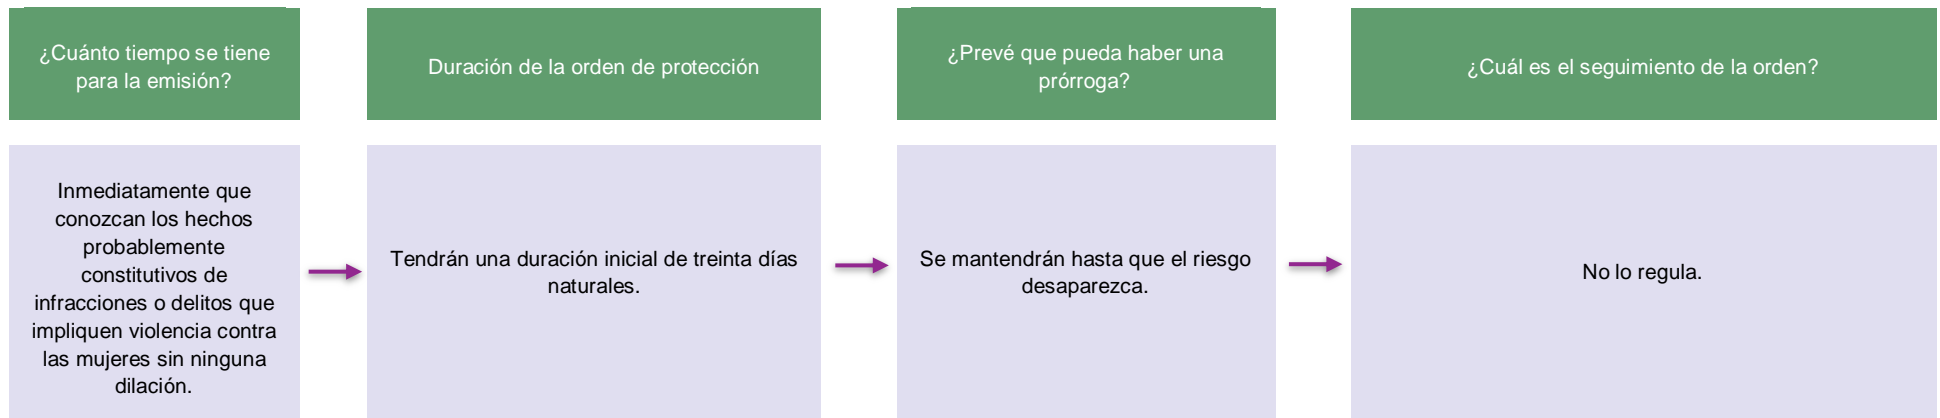 ¿Cuánto tiempo se tiene
para la emisión?
Duración de la orden de protección
¿Prevé que pueda haber una
prórroga?
¿Cuál es el seguimiento de la orden?
Inmediatamente que
conozcan los hechos
probablemente
constitutivos de
infracciones o delitos que
impliquen violencia contra
las mujeres sin ninguna
dilación.
Tendrán una duración inicial de treinta días
naturales.
Se mantendrán hasta que el riesgo
desaparezca.
No lo regula.